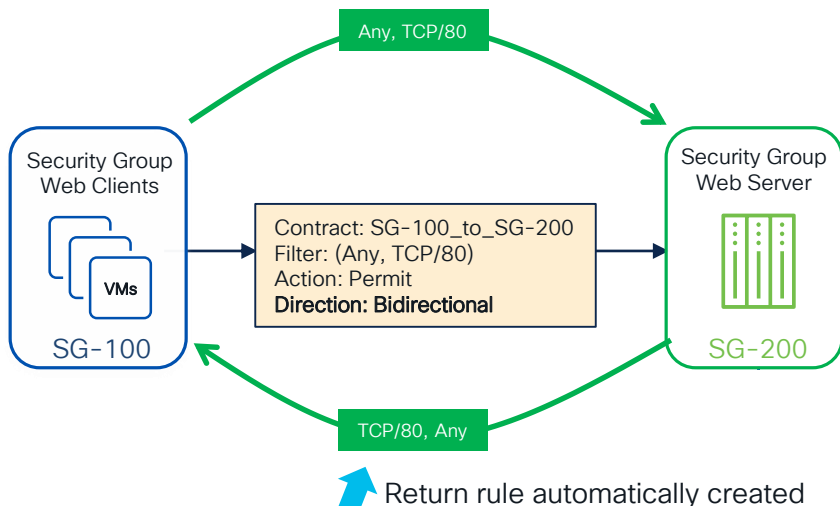 Any, TCP/80
Security Group
Web Clients
VMs
SG-100
Contract: SG-100_to_SG-200
Filter: (Any, TCP/80)
Action: Permit
Direction: Bidirectional
Security Group
Web Server
SG-200
TCP/80, Any
Return rule automatically created